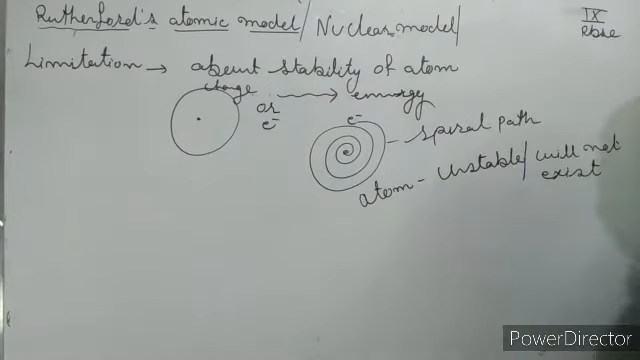 Rutherford's atomic model / Nuclear model /
IX
Rbse
Limitation → about stability of atom
charge
or
e⁻
→ energy
e⁻
spiral path
atom - Unstable / will not
exist
PowerDirector